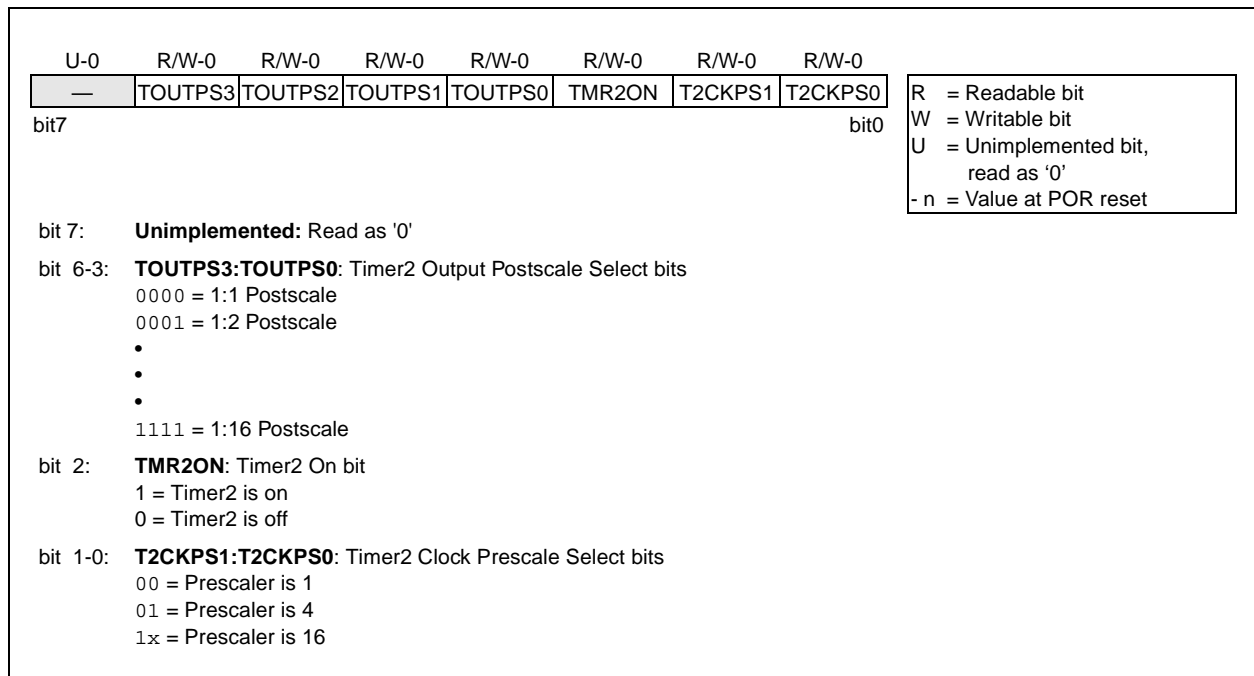 U-0 R/W-0 R/W-0 R/W-0 R/W-0 R/W-0 R/W-0 R/W-0
— TOUTPS3 TOUTPS2 TOUTPS1 TOUTPS0 TMR2ON T2CKPS1 T2CKPS0
bit7 bit0
R = Readable bit
W = Writable bit
U = Unimplemented bit,
read as ‘0’
- n = Value at POR reset
bit 7: Unimplemented: Read as '0'
bit 6-3: TOUTPS3:TOUTPS0: Timer2 Output Postscale Select bits
0000 = 1:1 Postscale
0001 = 1:2 Postscale
•
•
•
1111 = 1:16 Postscale
bit 2: TMR2ON: Timer2 On bit
1 = Timer2 is on
0 = Timer2 is off
bit 1-0: T2CKPS1:T2CKPS0: Timer2 Clock Prescale Select bits
00 = Prescaler is 1
01 = Prescaler is 4
1x = Prescaler is 16